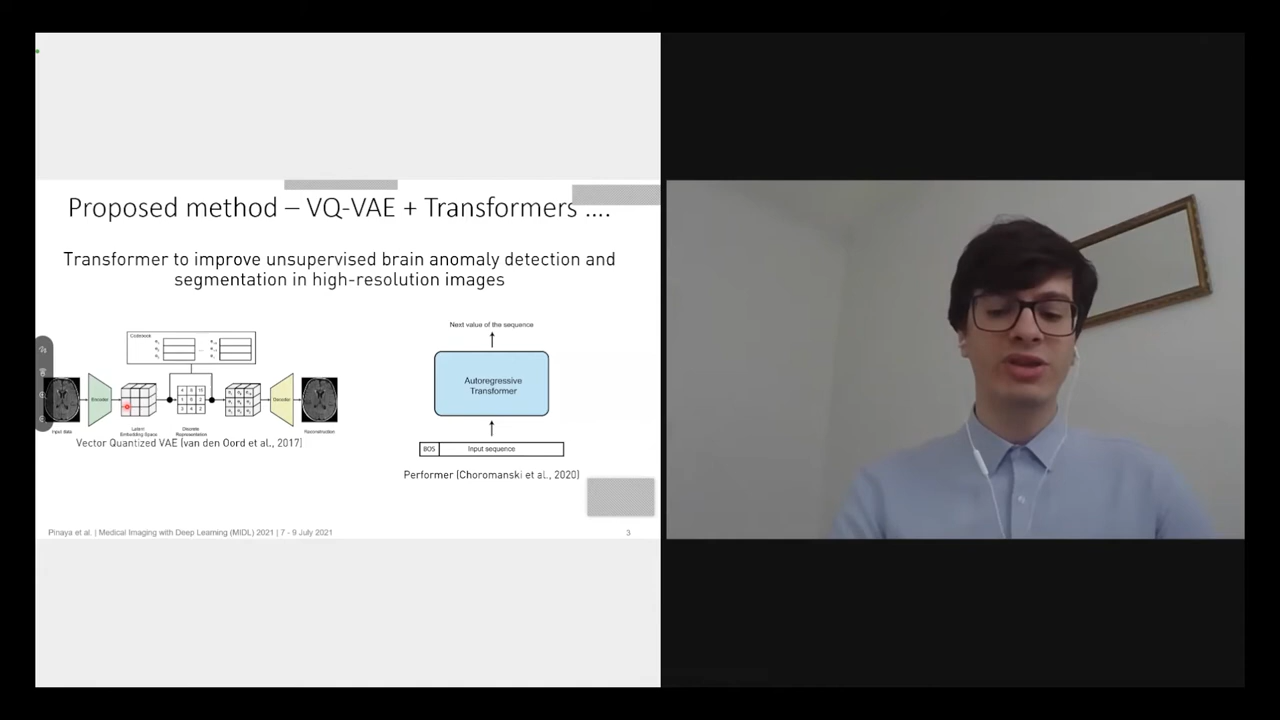 Proposed method – VQ-VAE + Transformers ....
Transformer to improve unsupervised brain anomaly detection and
segmentation in high-resolution images
Codebook
Input data
Encoder
Latent
Embedding Space
Discrete
Representation
Decoder
Reconstruction
Vector Quantized VAE [van den Oord et al., 2017]
Next value of the sequence
Autoregressive
Transformer
BOS
Input sequence
Performer [Choromanski et al., 2020]
Pinaya et al. | Medical Imaging with Deep Learning (MIDL) 2021 | 7 - 9 July 2021
3